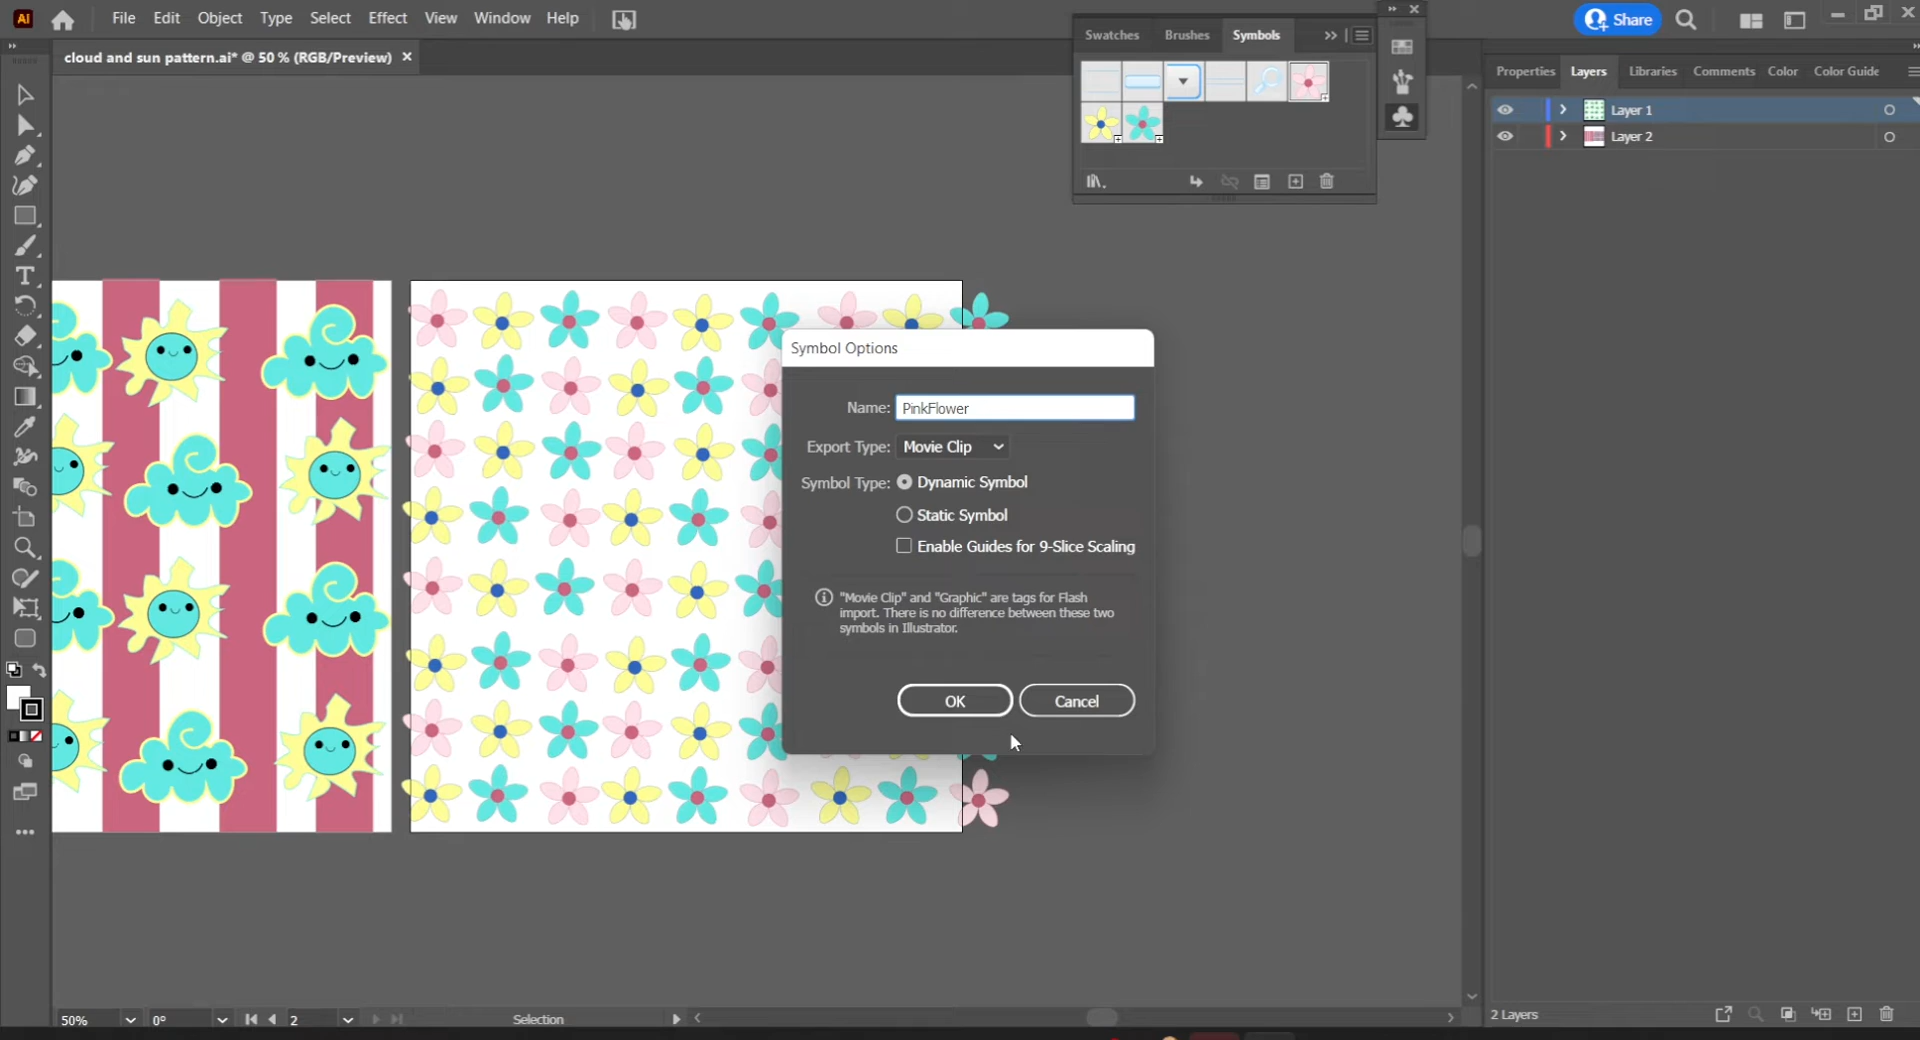 Ai File Edit Object Type Select Effect View Window Help
Share
cloud and sun pattern.ai* @ 50 % (RGB/Preview) ×
Swatches Brushes Symbols
Properties Layers Libraries Comments Color Color Guide
Layer 1
Layer 2
Symbol Options
Name: PinkFlower
Export Type: Movie Clip
Symbol Type: Dynamic Symbol
Static Symbol
Enable Guides for 9-Slice Scaling
"Movie Clip" and "Graphic" are tags for Flash
import. There is no difference between these two
symbols in Illustrator.
OK Cancel
50% 0° 2 Selection
2 Layers